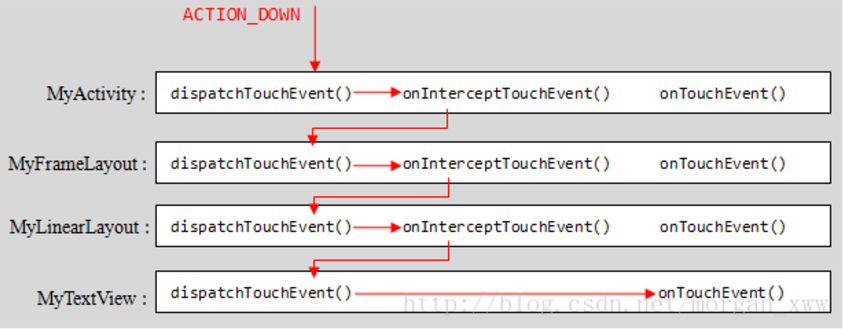 ACTION_DOWN
MyActivity : dispatchTouchEvent() onInterceptTouchEvent() onTouchEvent()
MyFrameLayout : dispatchTouchEvent() onInterceptTouchEvent() onTouchEvent()
MyLinearLayout : dispatchTouchEvent() onInterceptTouchEvent() onTouchEvent()
MyTextView : dispatchTouchEvent() onTouchEvent()
http://blog.csdn.net/morgan_xww